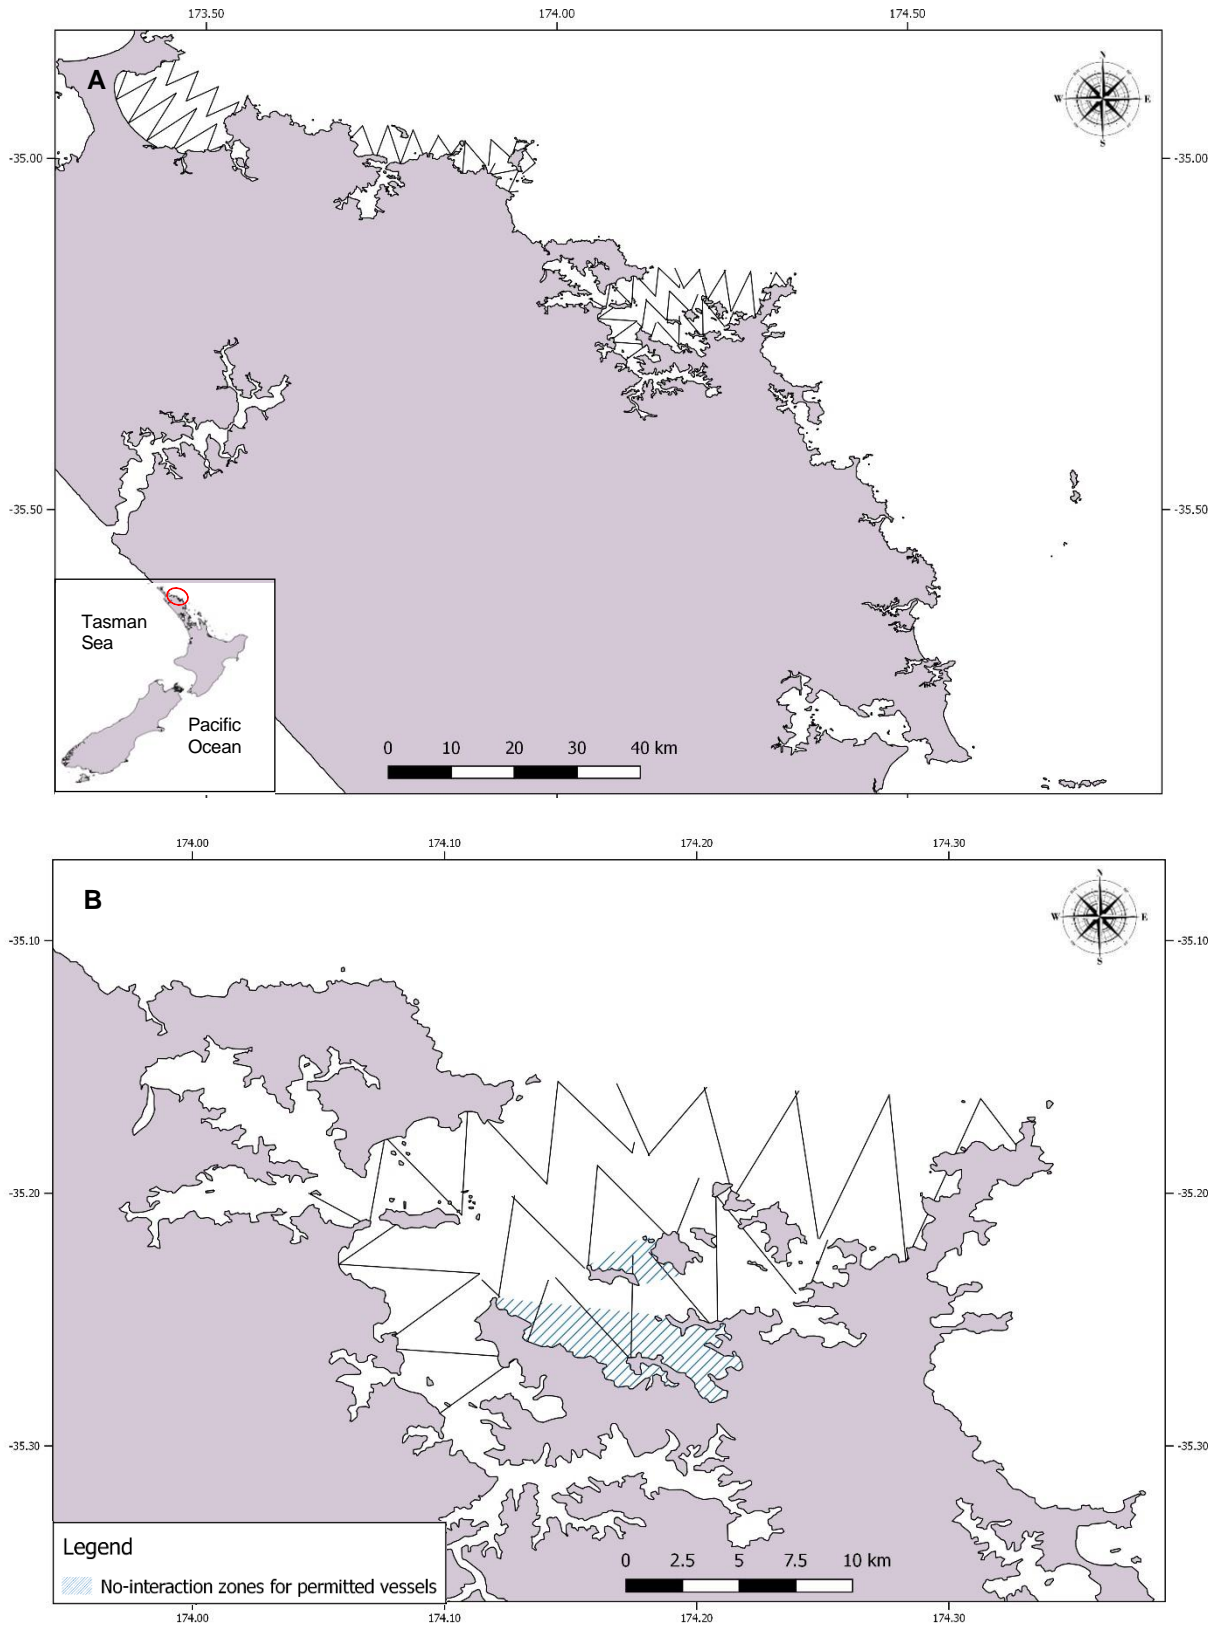 173.50 174.00 174.50
A
N
W E
S
-35.00 -35.00
-35.50 -35.50
Tasman
Sea
Pacific
Ocean
0 10 20 30 40 km
174.00 174.10 174.20 174.30
B
N
W E
S
-35.10 -35.10
-35.20 -35.20
-35.30 -35.30
Legend
No-interaction zones for permitted vessels
0 2.5 5 7.5 10 km
174.00 174.10 174.20 174.30